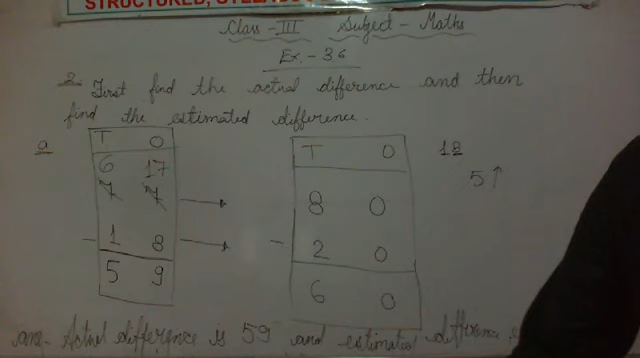 STRUCTURED,
Class - III Subject - Maths
Ex. - 3.6
2 First find the actual difference and then
find the estimated difference.
a
T O
6 17
7 7
- 1 8
5 9
T O
8 0
- 2 0
6 0
18
5↑
ans- Actual difference is 59 and estimated difference